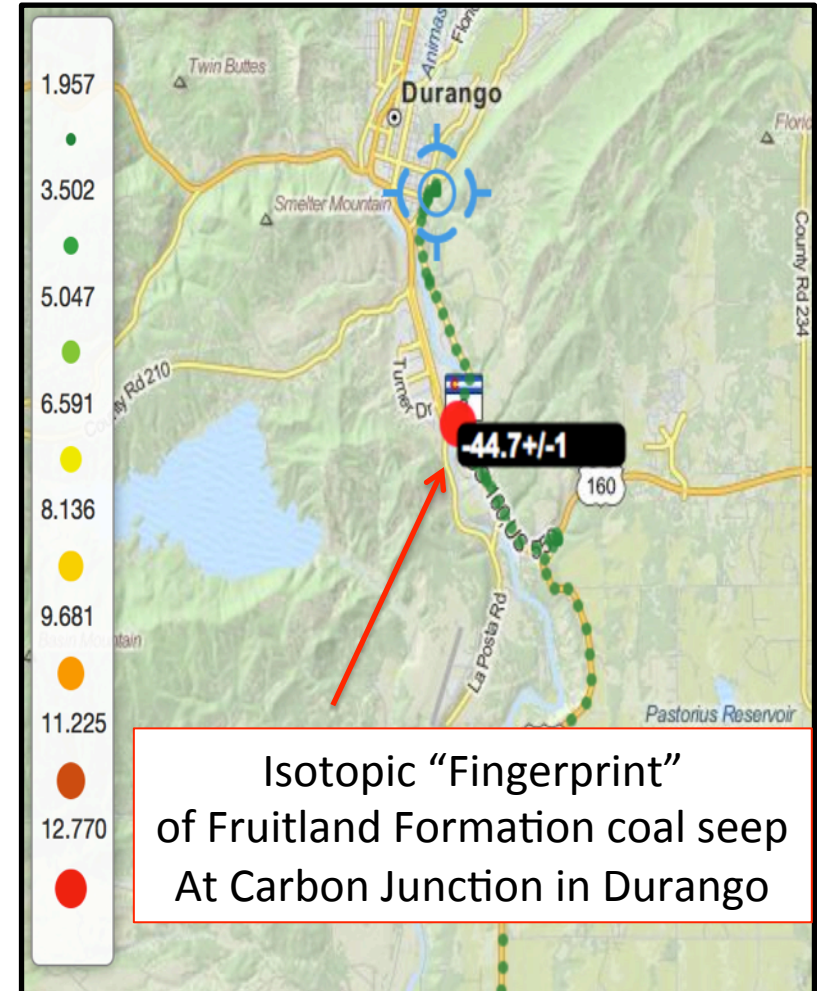 1.957
3.502
5.047
6.591
8.136
9.681
11.225
12.770
Twin Buttes
Animas
Durango
Smelter Mountain
County Rd 234
Rd 210
Turner Dr
-44.7+/-1
160
160, US
La Posta Rd
Pastorius Reservoir
Isotopic “Fingerprint”
of Fruitland Formation coal seep
At Carbon Junction in Durango